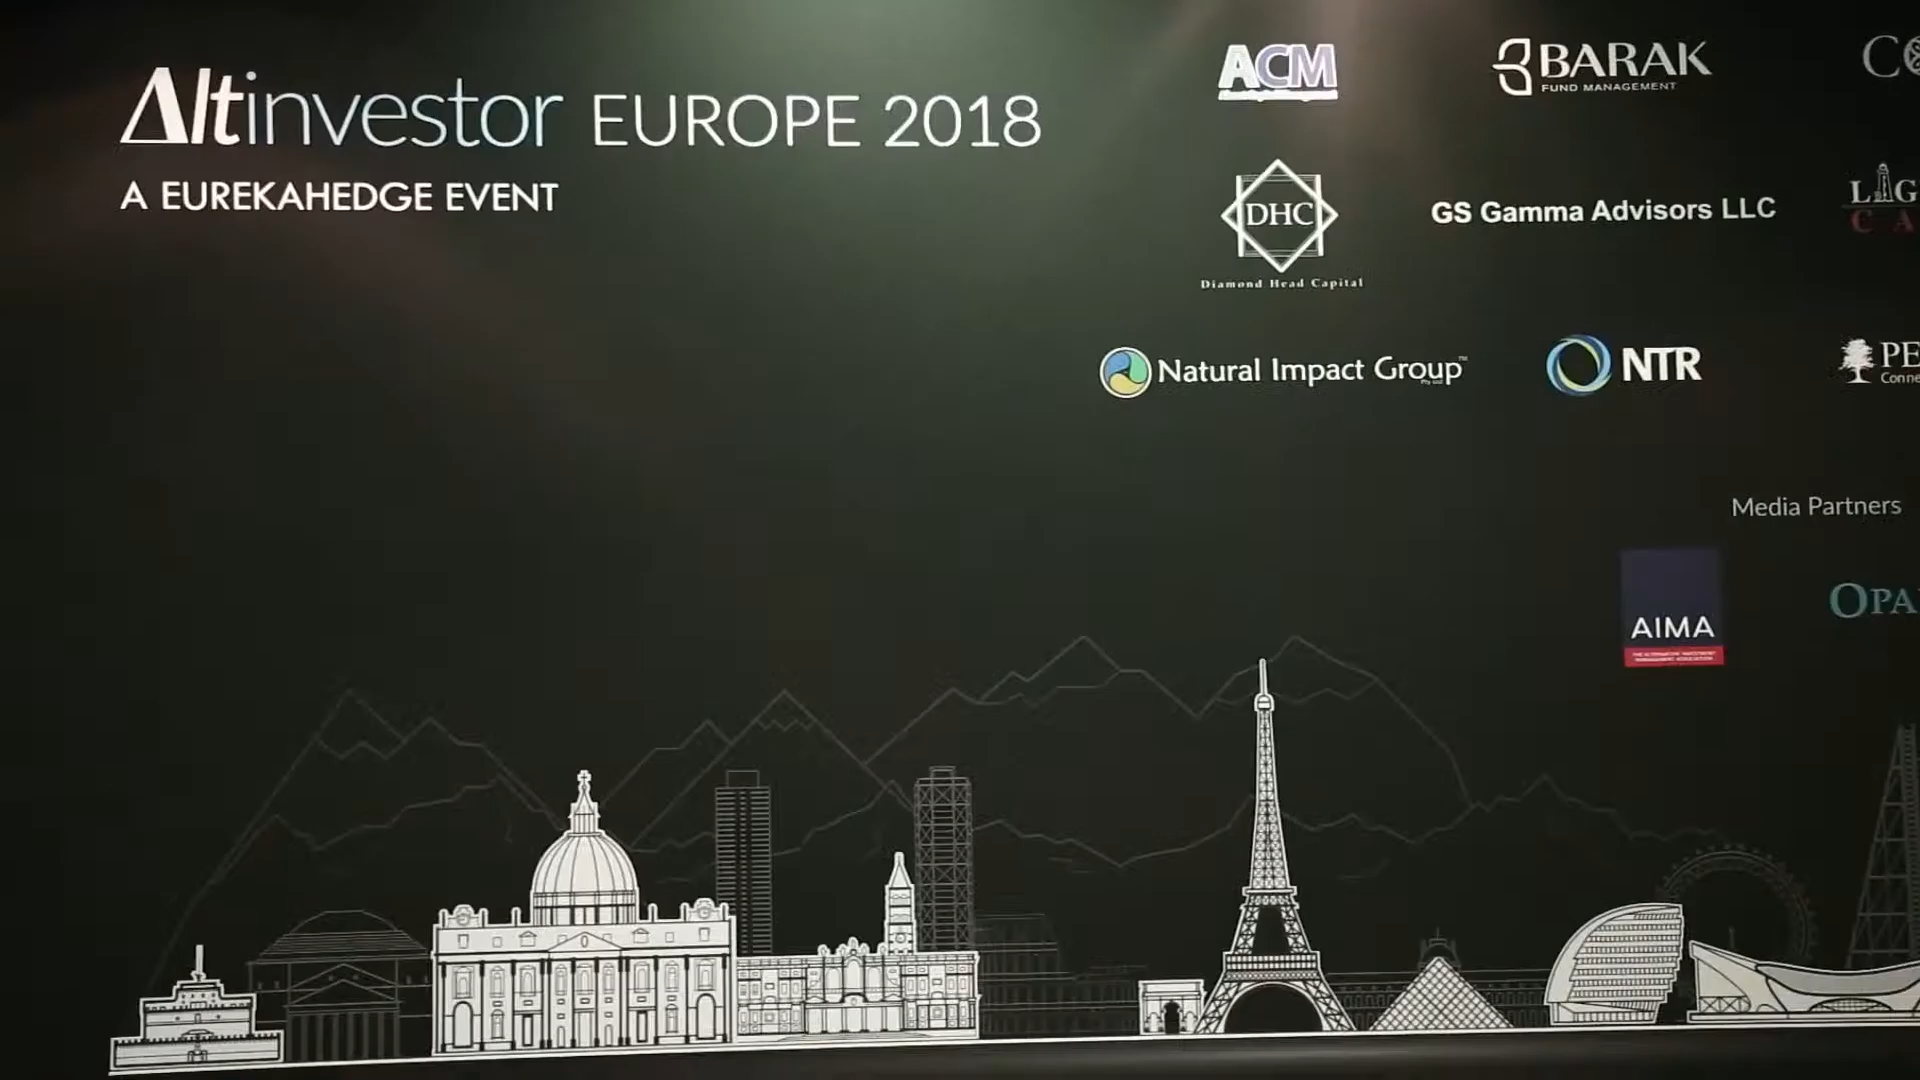 Altinvestor EUROPE 2018
A EUREKAHEDGE EVENT
ACM
BARAK
FUND MANAGEMENT
DHC
Diamond Head Capital
GS Gamma Advisors LLC
Natural Impact Group™
NTR
Media Partners
AIMA